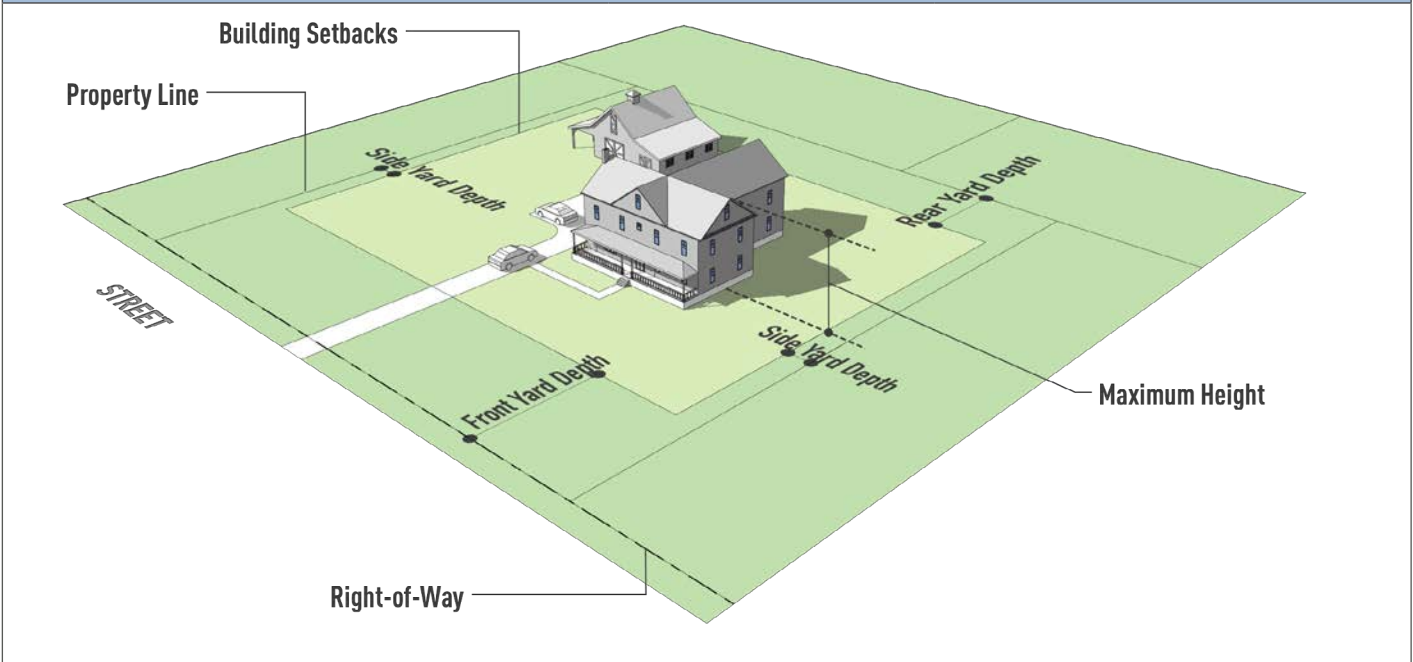 Building Setbacks
Property Line
Side Yard Depth
Rear Yard Depth
STREET
Side Yard Depth
Front Yard Depth
Maximum Height
Right-of-Way